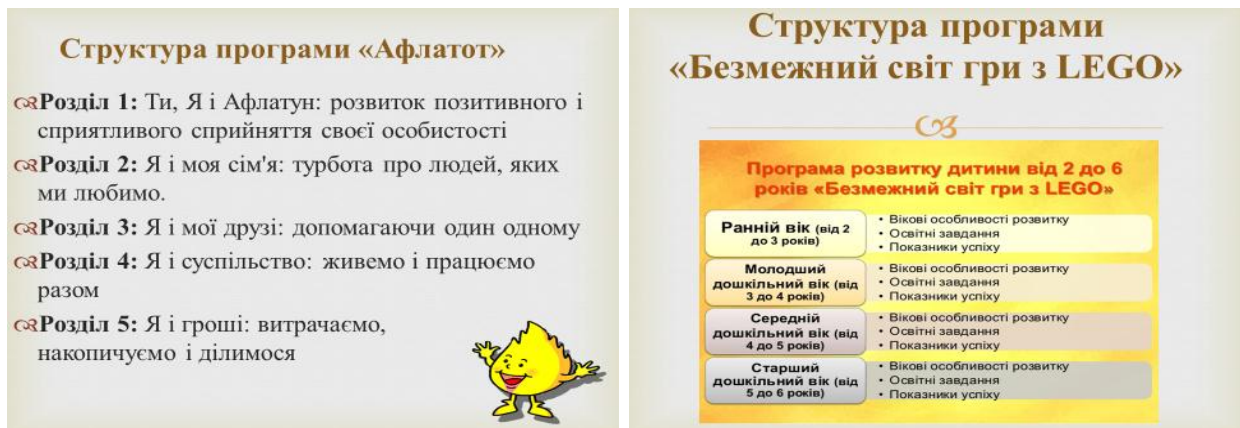 Структура програми «Афлатот»
Розділ 1: Ти, Я і Афлатун: розвиток позитивного і
сприятливого сприйняття своєї особистості
Розділ 2: Я і моя сім'я: турбота про людей, яких
ми любимо.
Розділ 3: Я і мої друзі: допомагаючи один одному
Розділ 4: Я і суспільство: живемо і працюємо
разом
Розділ 5: Я і гроші: витрачаємо,
накопичуємо і ділимося
Структура програми
«Безмежний світ гри з LEGO»
Програма розвитку дитини від 2 до 6
років «Безмежний світ гри з LEGO»
Ранній вік (від 2
до 3 років)
• Вікові особливості розвитку
• Освітні завдання
• Показники успіху
Молодший
дошкільний вік (від
3 до 4 років)
• Вікові особливості розвитку
• Освітні завдання
• Показники успіху
Середній
дошкільний вік (від
4 до 5 років)
• Вікові особливості розвитку
• Освітні завдання
• Показники успіху
Старший
дошкільний вік (від
5 до 6 років)
• Вікові особливості розвитку
• Освітні завдання
• Показники успіху